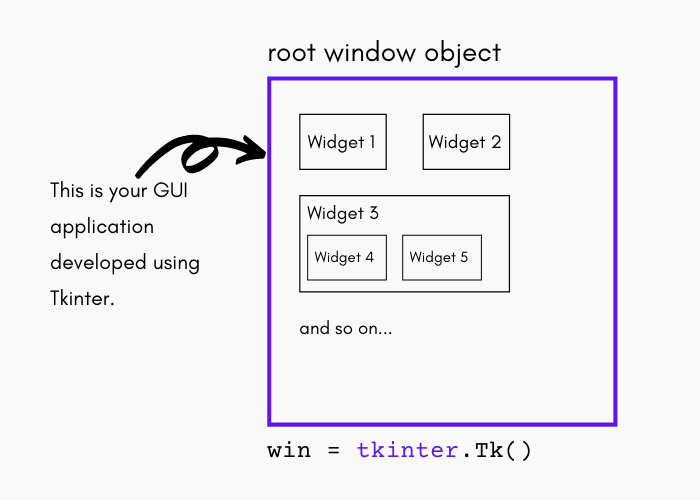 root window object
Widget 1
Widget 2
This is your GUI
application
developed using
Tkinter.
Widget 3
Widget 4
Widget 5
and so on...
win = tkinter.Tk()